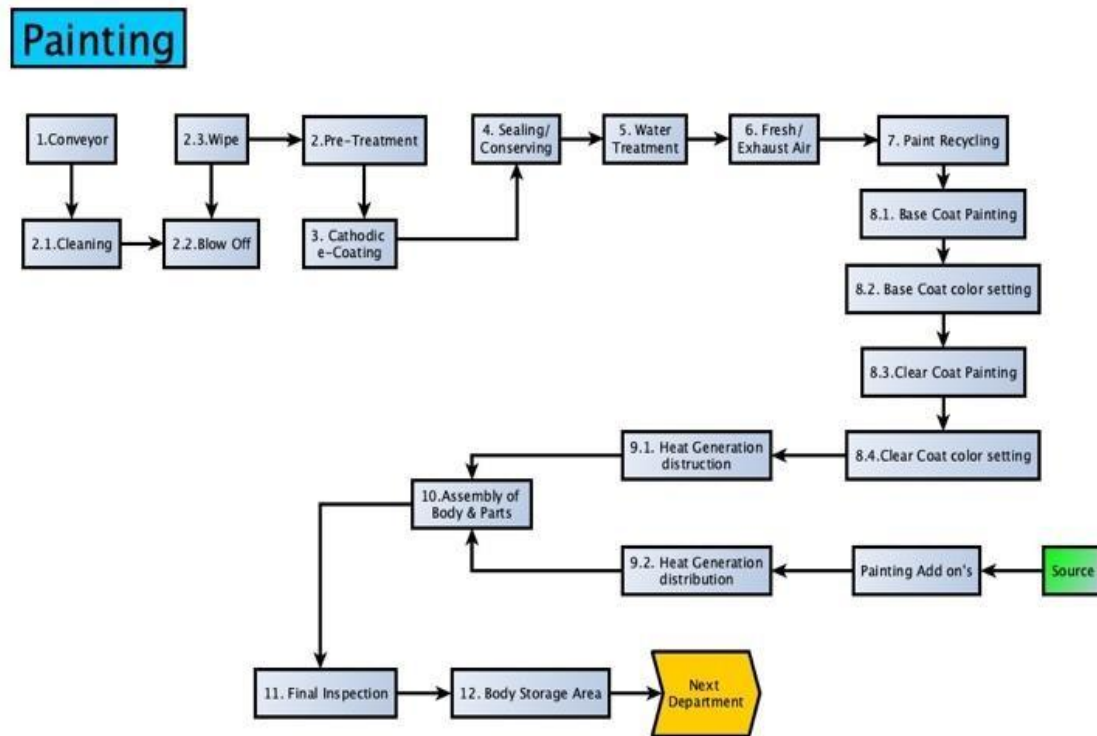 Painting
1.Conveyor
2.3.Wipe
2.Pre-Treatment
4. Sealing/
Conserving
5. Water
Treatment
6. Fresh/
Exhaust Air
7. Paint Recycling
2.1.Cleaning
2.2.Blow Off
3. Cathodic
e-Coating
8.1. Base Coat Painting
8.2. Base Coat color setting
8.3.Clear Coat Painting
8.4.Clear Coat color setting
9.1. Heat Generation
distruction
10.Assembly of
Body & Parts
9.2. Heat Generation
distribution
Painting Add on's
Source
11. Final Inspection
12. Body Storage Area
Next
Department